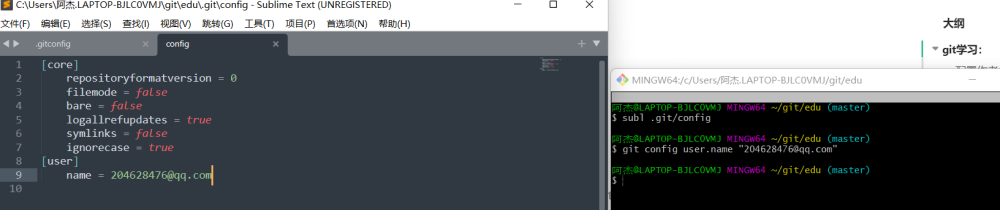 C:\Users\阿杰.LAPTOP-BJLC0VMJ\git\edu\.git\config - Sublime Text (UNREGISTERED)
文件(F) 编辑(E) 选择(S) 查找(I) 视图(V) 跳转(G) 工具(T) 项目(P) 首选项(N) 帮助(H)
.gitconfig
config
1 [core]
2 repositoryformatversion = 0
3 filemode = false
4 bare = false
5 logallrefupdates = true
6 symlinks = false
7 ignorecase = true
8 [user]
9 name = 204628476@qq.com
10
大纲
git学习:
MINGW64:/c/Users/阿杰.LAPTOP-BJLC0VMJ/git/edu
阿杰@LAPTOP-BJLC0VMJ MINGW64 ~/git/edu (master)
$ subl .git/config
阿杰@LAPTOP-BJLC0VMJ MINGW64 ~/git/edu (master)
$ git config user.name "204628476@qq.com"
阿杰@LAPTOP-BJLC0VMJ MINGW64 ~/git/edu (master)
$